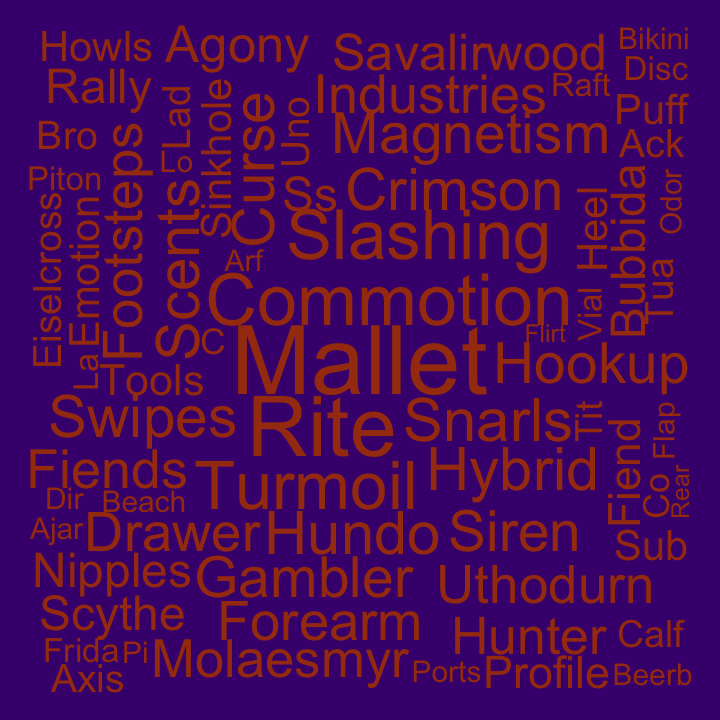 Howls
Agony
Savalirwood
Bikini
Disc
Rally
Lad
Sinkhole
Curse
Uno
Industries
Raft
Puff
Bro
Footsteps
Lo
Magnetism
Ack
Piton
Scents
Ss
Crimson
Heel
Bubbida
Odor
Eiselcross
Emotion
Arf
Slashing
Vial
Tua
Commotion
La
C
Flirt
Tools
Mallet
Hookup
Swipes
Rite
Snarls
Tit
Flap
Fiends
Turmoil
Hybrid
Fiend
Co
Rear
Dir
Beach
Ajar
Drawer
Hundo
Siren
Sub
Nipples
Gambler
Uthodurn
Scythe
Forearm
Hunter
Calf
Frida
Pi
Molaesmyr
Ports
Profile
Beerb
Axis